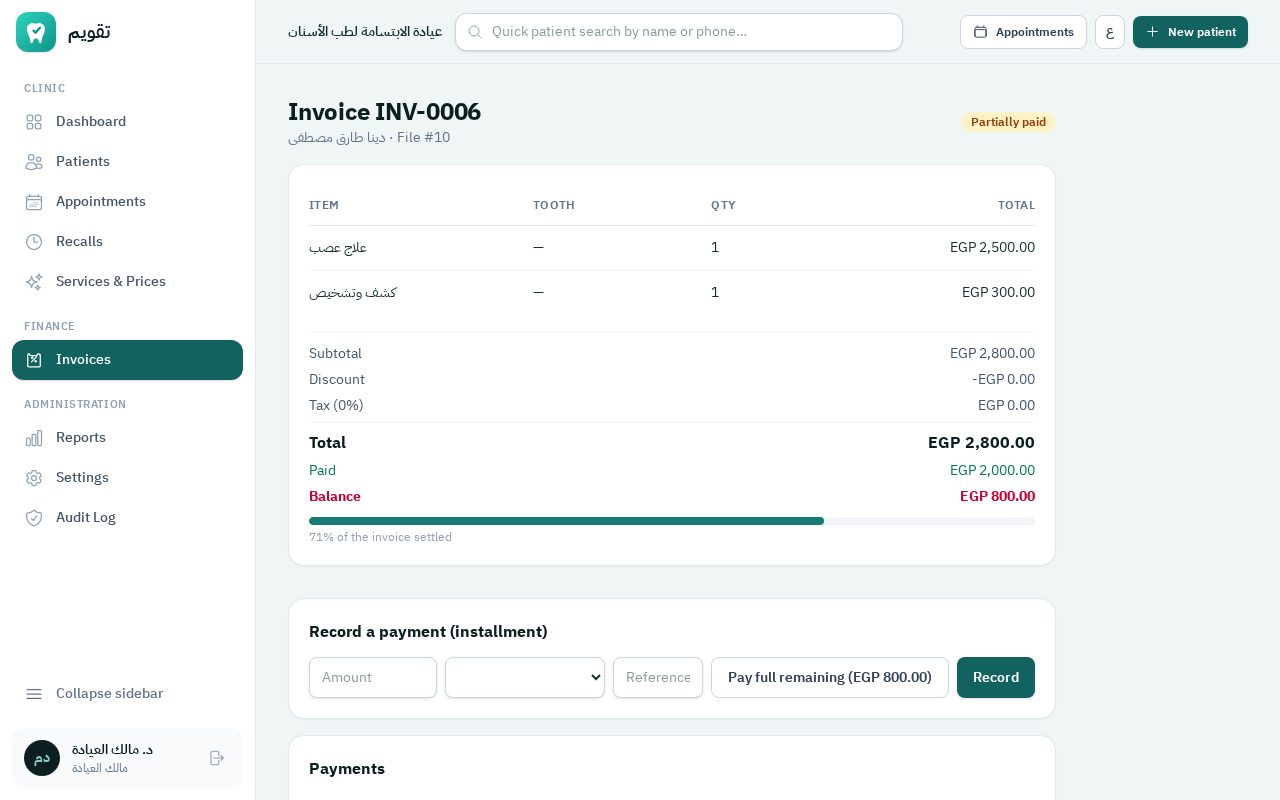 تقويم
CLINIC
Dashboard
Patients
Appointments
Recalls
Services & Prices
FINANCE
Invoices
ADMINISTRATION
Reports
Settings
Audit Log
Collapse sidebar
دم
د. مالك العيادة
مالك العيادة
عيادة الابتسامة لطب الأسنان
Quick patient search by name or phone...
Appointments
ع
New patient
Invoice INV-0006
دينا طارق مصطفى · File #10
Partially paid
ITEM TOOTH QTY TOTAL
علاج عصب — 1 EGP 2,500.00
كشف وتشخيص — 1 EGP 300.00
Subtotal EGP 2,800.00
Discount -EGP 0.00
Tax (0%) EGP 0.00
Total EGP 2,800.00
Paid EGP 2,000.00
Balance EGP 800.00
71% of the invoice settled
Record a payment (installment)
Amount Reference Pay full remaining (EGP 800.00) Record
Payments